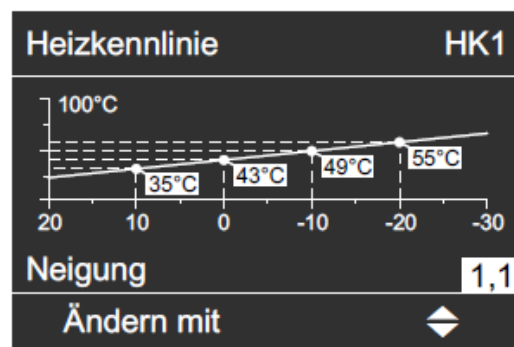 Heizkennlinie HK1
100°C
35°C 43°C 49°C 55°C
20 10 0 -10 -20 -30
Neigung 1,1
Ändern mit